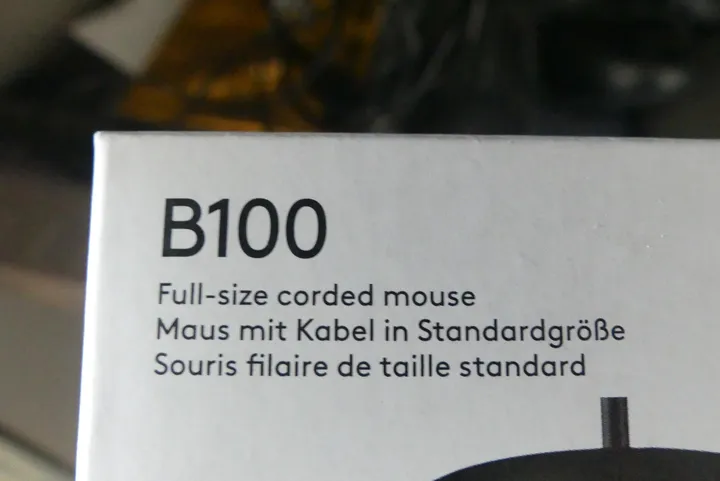 B100
Full-size corded mouse
Maus mit Kabel in Standardgröße
Souris filaire de taille standard